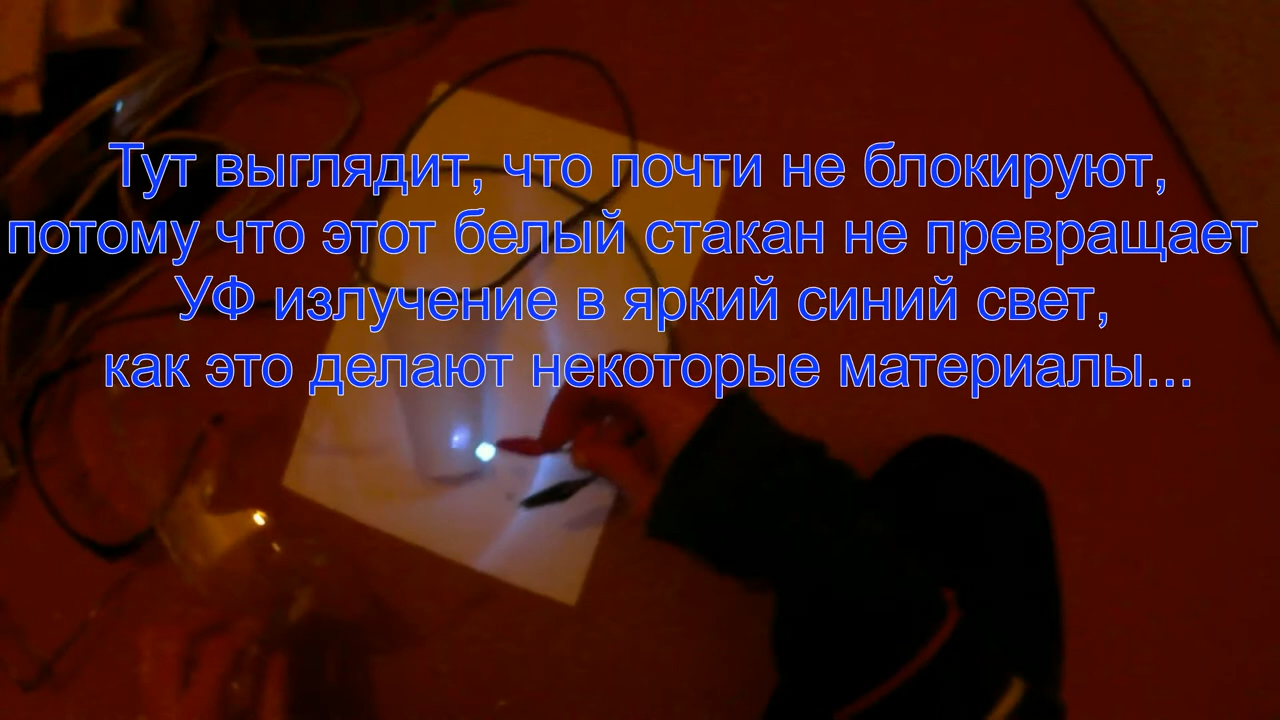 Тут выглядит, что почти не блокируют,
потому что этот белый стакан не превращает
УФ излучение в яркий синий свет,
как это делают некоторые материалы...